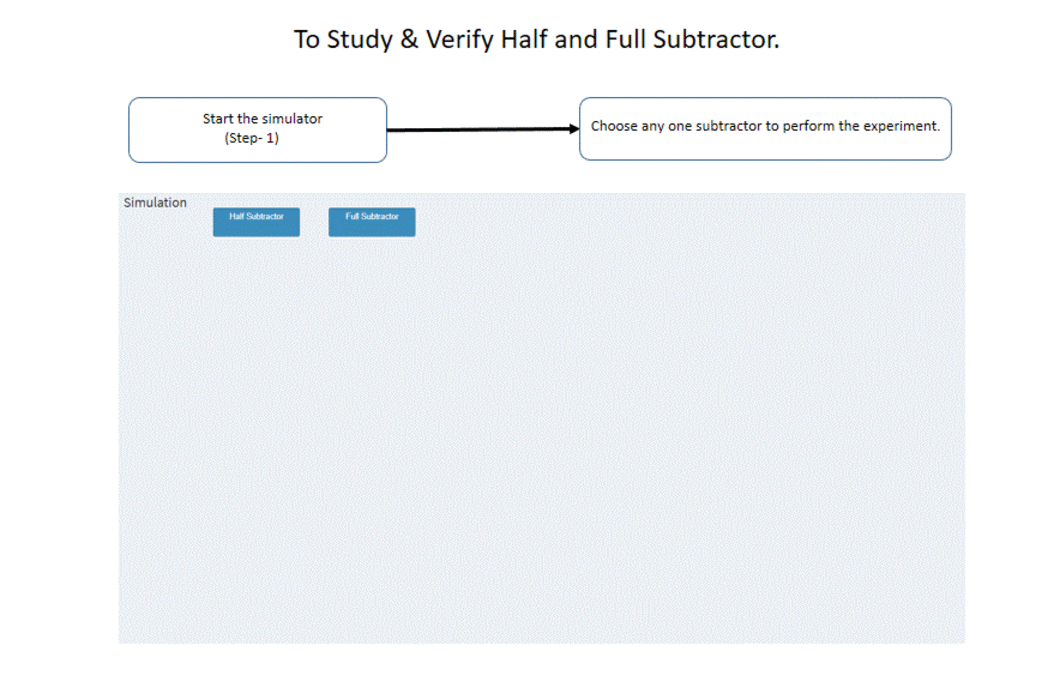 To Study & Verify Half and Full Subtractor.
Start the simulator
(Step- 1)
Choose any one subtractor to perform the experiment.
Simulation
Half Subtractor
Full Subtractor